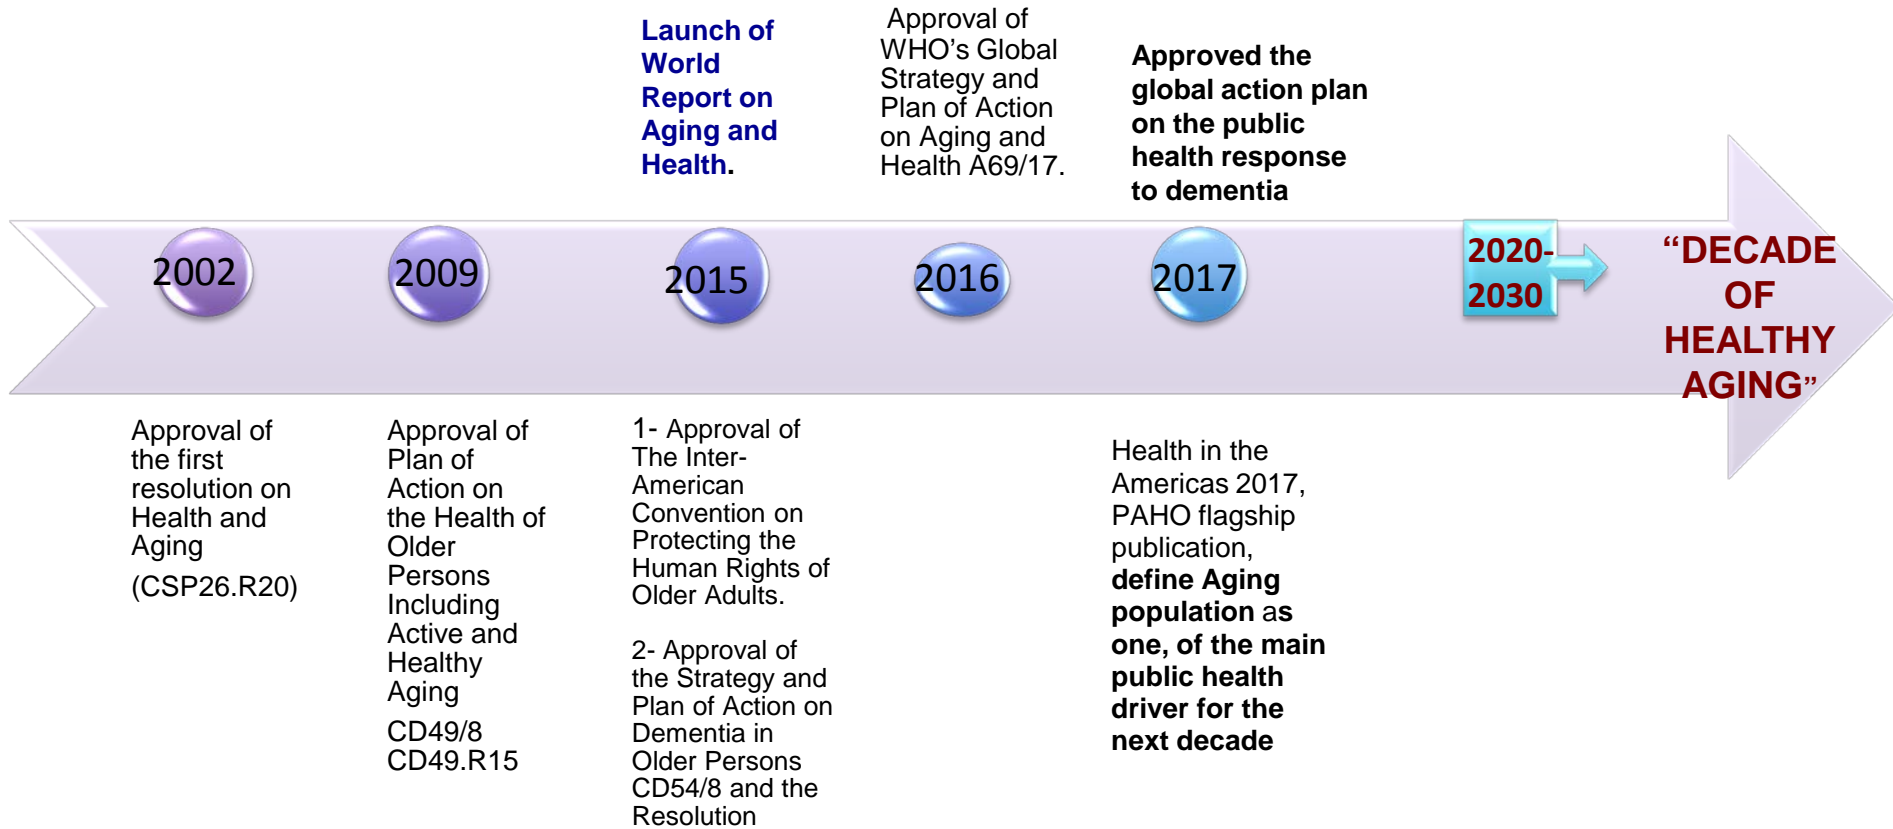 Launch of
World
Report on
Aging and
Health.
Approval of
WHO’s Global
Strategy and
Plan of Action
on Aging and
Health A69/17.
Approved the
global action plan
on the public
health response
to dementia
2002
2009
2015
2016
2017
2020-
2030
“DECADE
OF
HEALTHY
AGING”
Approval of
the first
resolution on
Health and
Aging
(CSP26.R20)
Approval of
Plan of
Action on
the Health of
Older
Persons
Including
Active and
Healthy
Aging
CD49/8
CD49.R15
1- Approval of
The Inter-
American
Convention on
Protecting the
Human Rights of
Older Adults.
2- Approval of
the Strategy and
Plan of Action on
Dementia in
Older Persons
CD54/8 and the
Resolution
Health in the
Americas 2017,
PAHO flagship
publication,
define Aging
population as
one, of the main
public health
driver for the
next decade